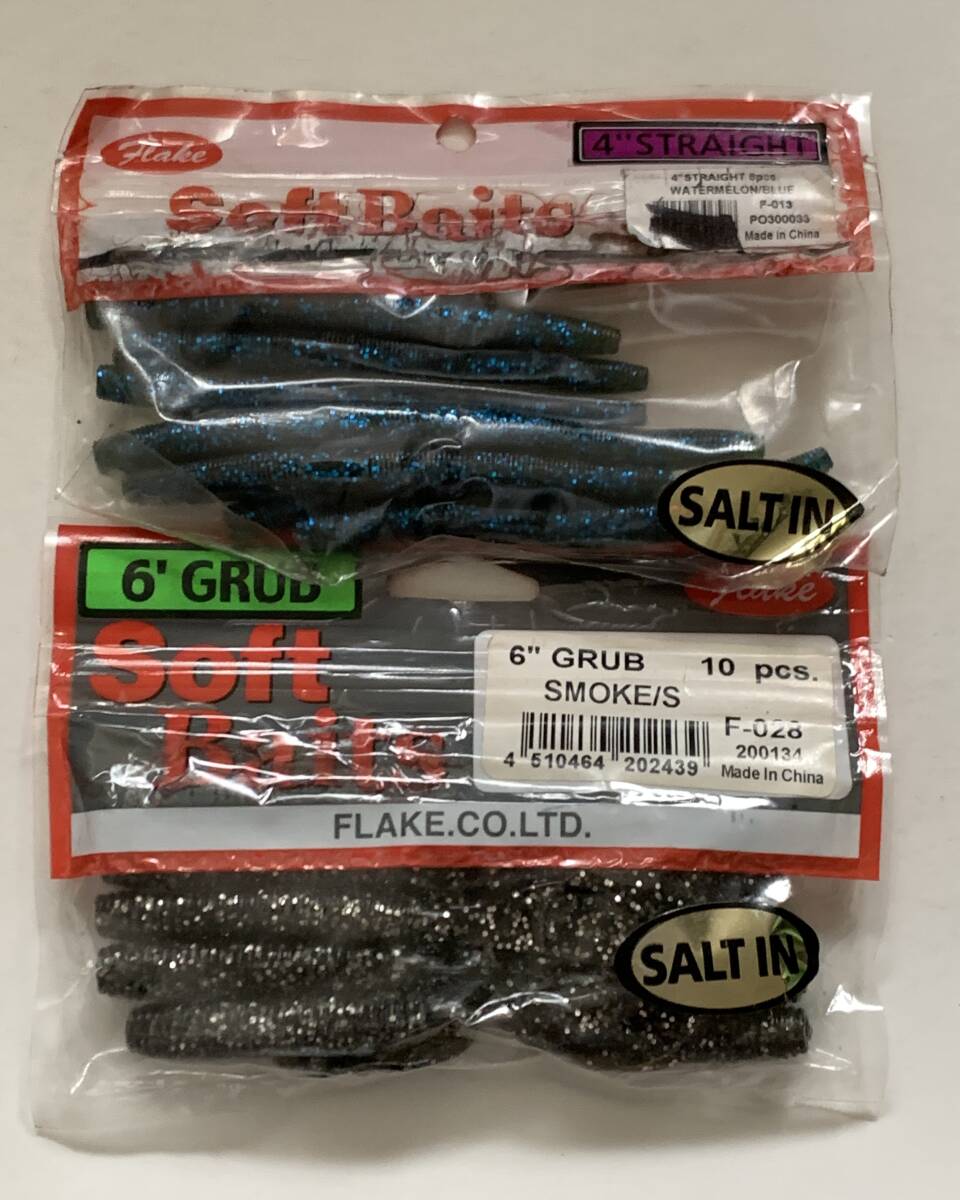 Flake
4" STRAIGHT
Soft Baits
4" STRAIGHT 8pcs
WATERMELON/BLUE
F-013
PO300033
Made in China
SALT IN
6' GRUB
Flake
Soft
Baits
6" GRUB 10 pcs.
SMOKE/S
F-028
4 510464 202439
200134
Made In China
FLAKE.CO.LTD.
SALT IN